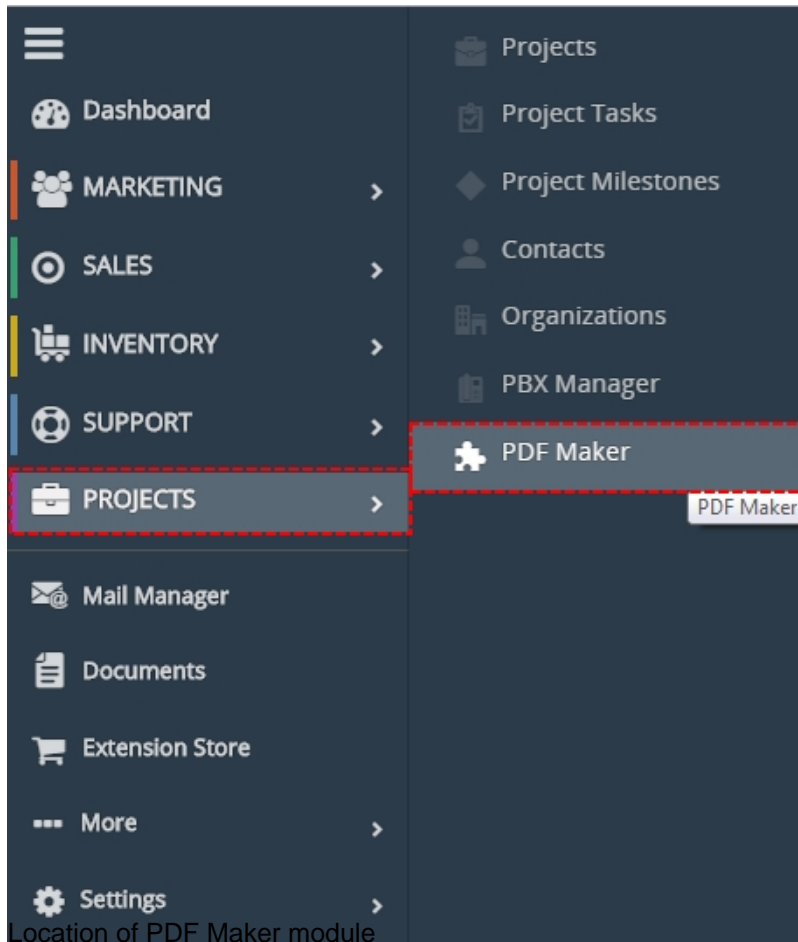 Dashboard
MARKETING
SALES
INVENTORY
SUPPORT
PROJECTS
Mail Manager
Documents
Extension Store
More
Settings
Projects
Project Tasks
Project Milestones
Contacts
Organizations
PBX Manager
PDF Maker
PDF Maker
Location of PDF Maker module